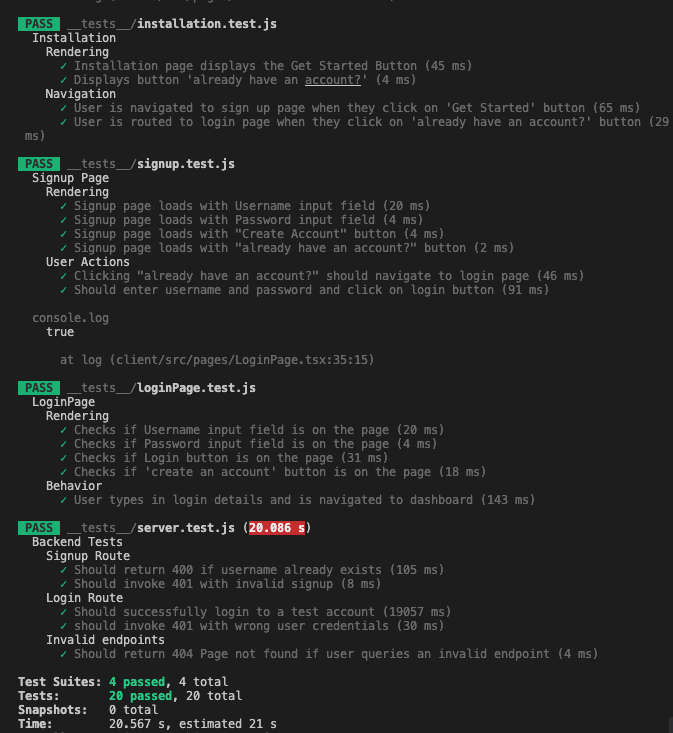 PASS __tests__/installation.test.js
Installation
Rendering
✓ Installation page displays the Get Started Button (45 ms)
✓ Displays button 'already have an account?' (4 ms)
Navigation
✓ User is navigated to sign up page when they click on 'Get Started' button (65 ms)
✓ User is routed to login page when they click on 'already have an account?' button (29
ms)
PASS __tests__/signup.test.js
Signup Page
Rendering
✓ Signup page loads with Username input field (20 ms)
✓ Signup page loads with Password input field (4 ms)
✓ Signup page loads with "Create Account" button (4 ms)
✓ Signup page loads with "already have an account?" button (2 ms)
User Actions
✓ Clicking "already have an account?" should navigate to login page (46 ms)
✓ Should enter username and password and click on login button (91 ms)
console.log
true
at log (client/src/pages/LoginPage.tsx:35:15)
PASS __tests__/loginPage.test.js
LoginPage
Rendering
✓ Checks if Username input field is on the page (20 ms)
✓ Checks if Password input field is on the page (4 ms)
✓ Checks if Login button is on the page (31 ms)
✓ Checks if 'create an account' button is on the page (18 ms)
Behavior
✓ User types in login details and is navigated to dashboard (143 ms)
PASS __tests__/server.test.js (20.086 s)
Backend Tests
Signup Route
✓ Should return 400 if username already exists (105 ms)
✓ Should invoke 401 with invalid signup (8 ms)
Login Route
✓ Should successfully login to a test account (19057 ms)
✓ should invoke 401 with wrong user credentials (30 ms)
Invalid endpoints
✓ Should return 404 Page not found if user queries an invalid endpoint (4 ms)
Test Suites: 4 passed, 4 total
Tests: 20 passed, 20 total
Snapshots: 0 total
Time: 20.567 s, estimated 21 s